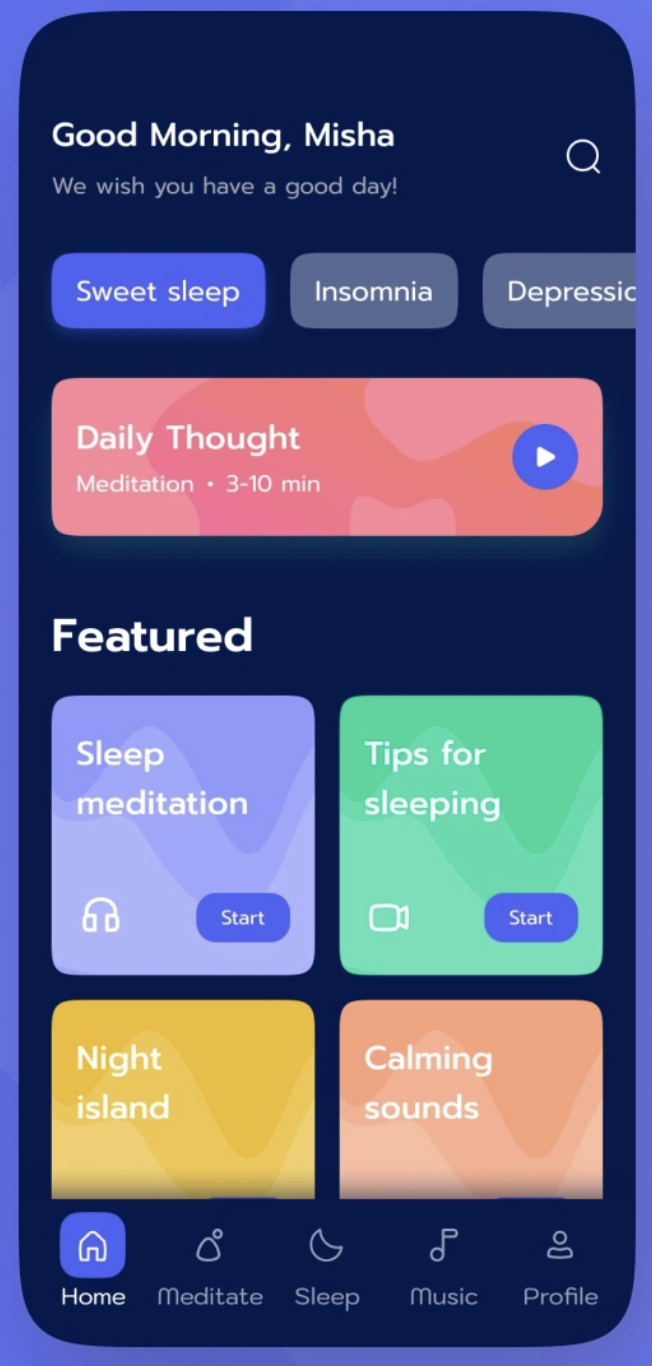 Good Morning, Misha
We wish you have a good day!
Sweet sleep
Insomnia
Depressic
Daily Thought
Meditation • 3-10 min
Featured
Sleep
meditation
Start
Tips for
sleeping
Start
Night
island
Calming
sounds
Home
Meditate
Sleep
Music
Profile